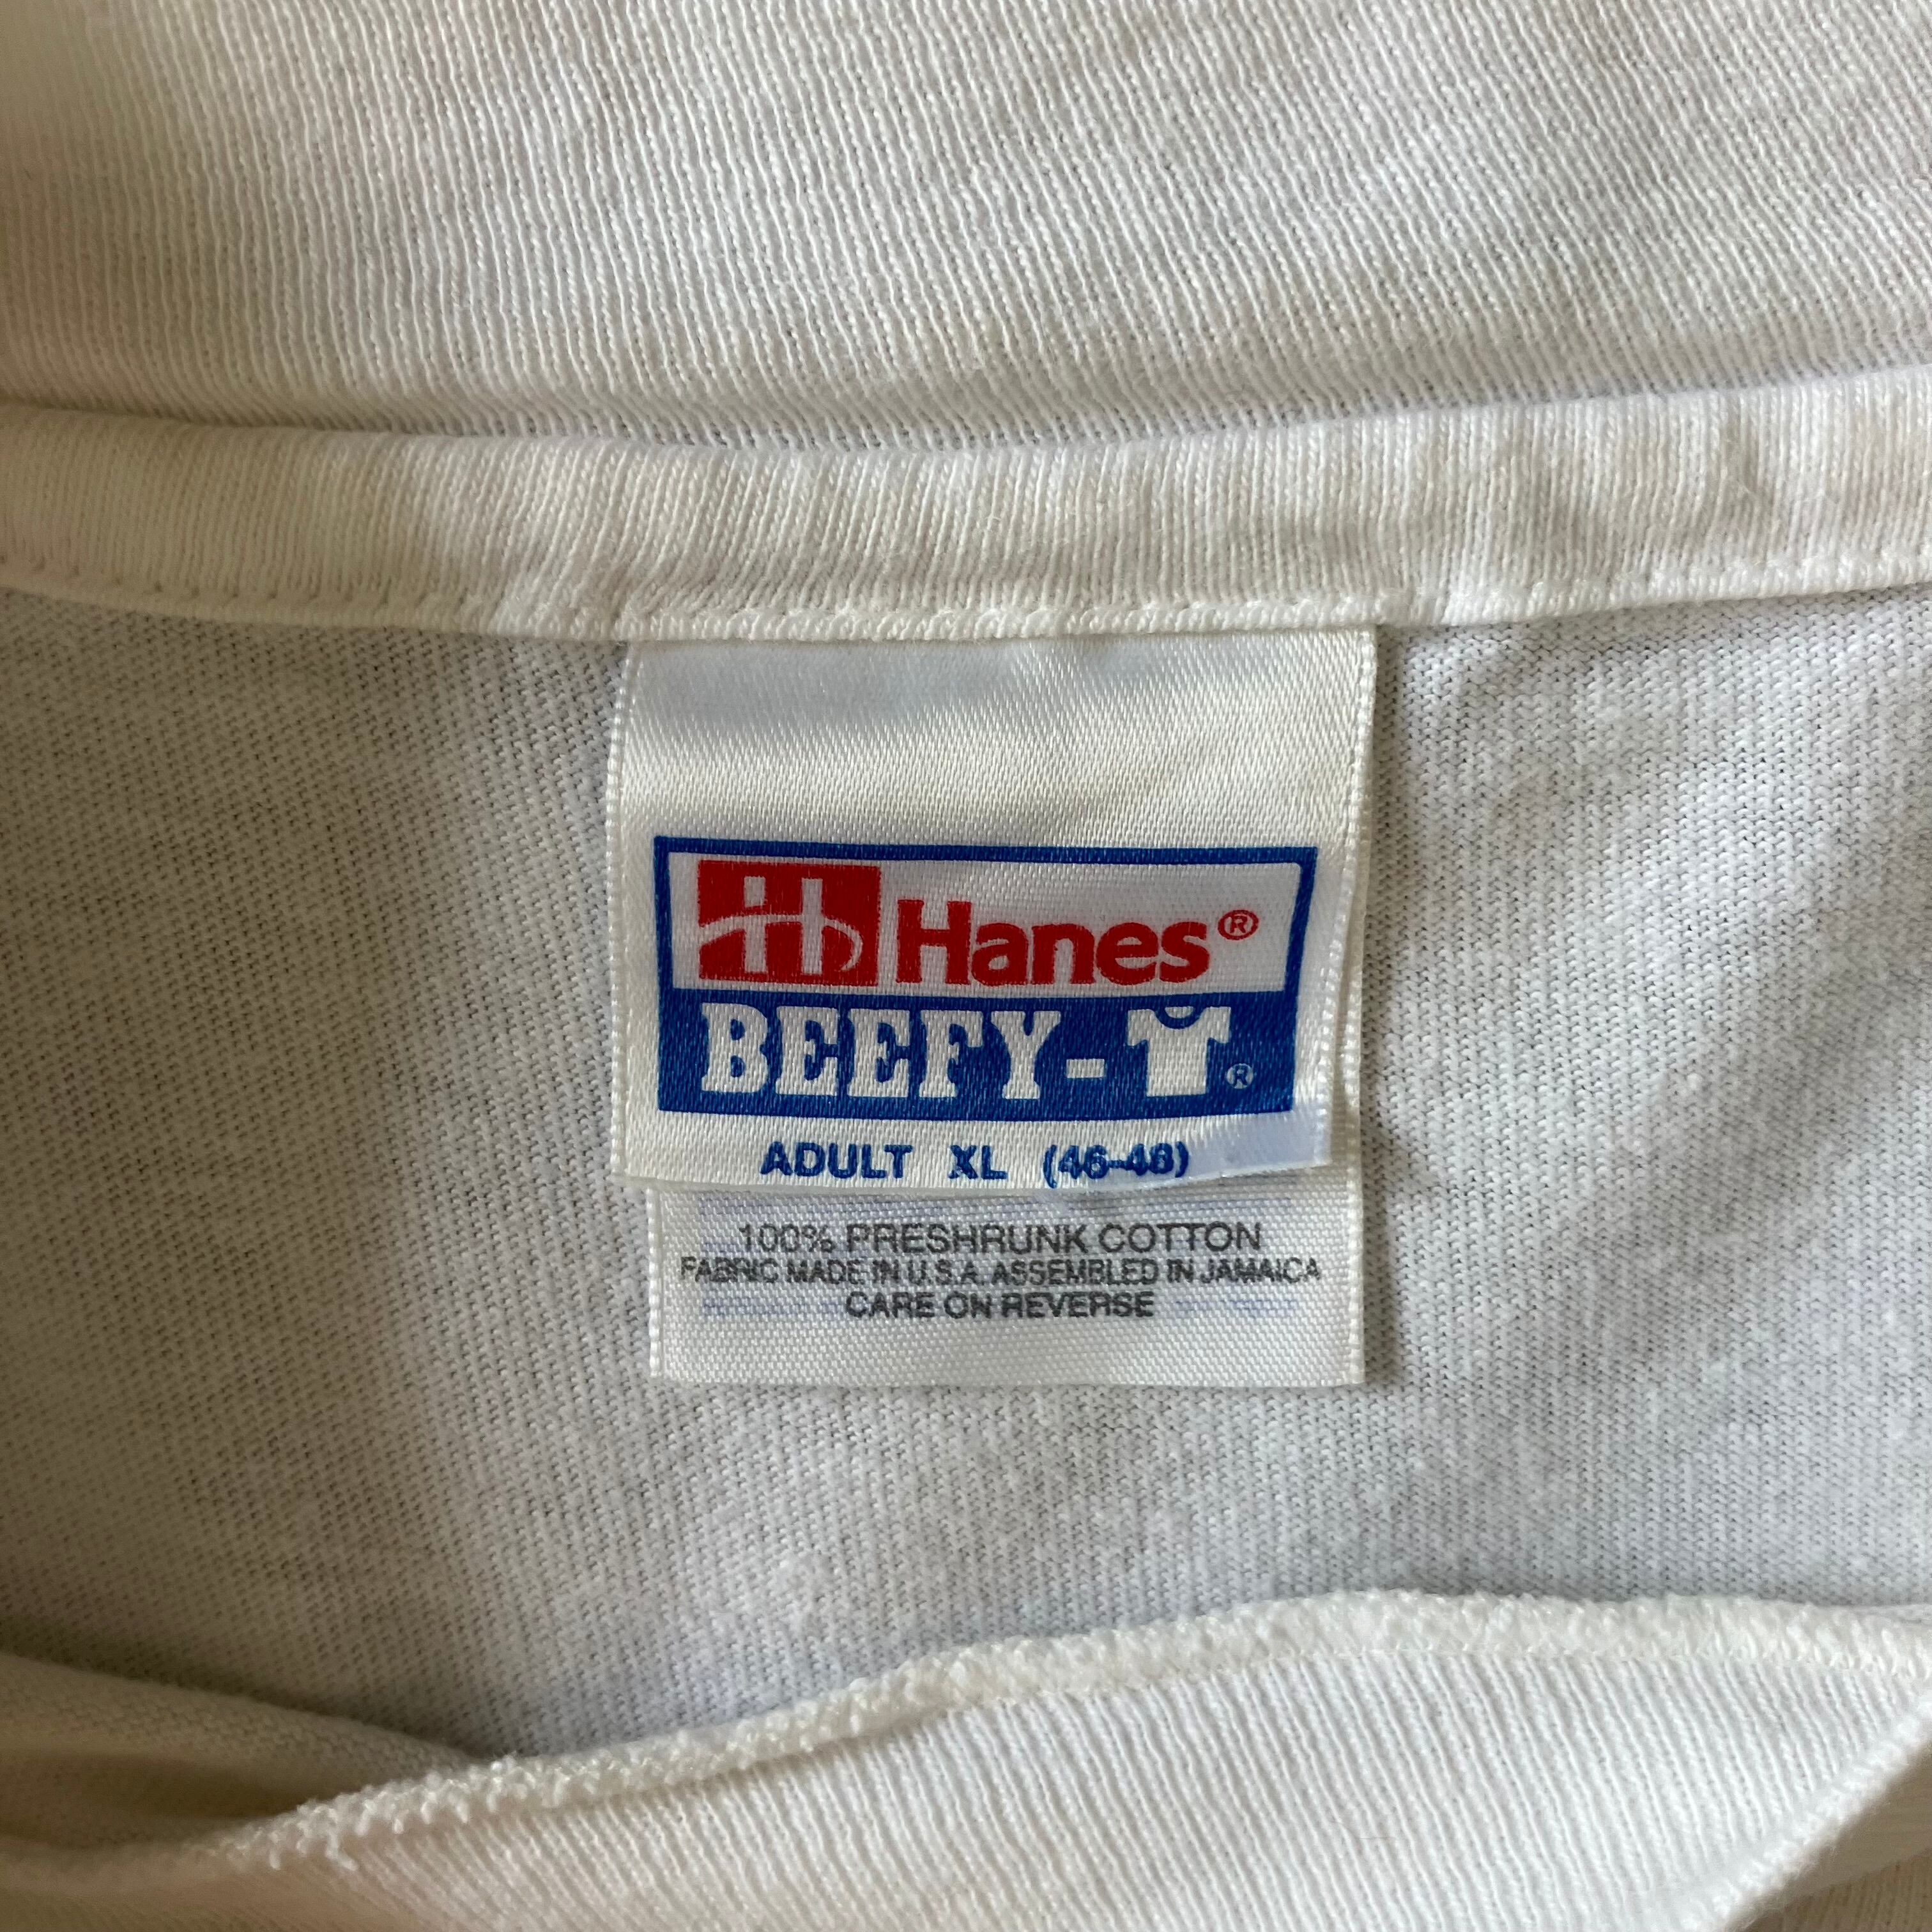 Hanes®
BEEFY-T®
ADULT XL (46-48)
100% PRESHRUNK COTTON
FABRIC MADE IN U.S.A. ASSEMBLED IN JAMAICA
CARE ON REVERSE